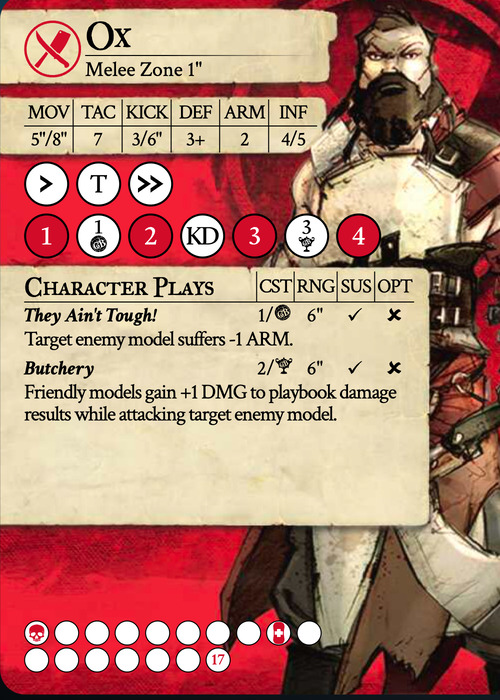 Ox
Melee Zone 1"
MOV TAC KICK DEF ARM INF
5"/8" 7 3/6" 3+ 2 4/5
> T >>
1 1 GB 2 KD 3 3 4
CHARACTER PLAYS CST RNG SUS OPT
They Ain't Tough! 1/GB 6" ✓ ✘
Target enemy model suffers -1 ARM.
Butchery 2/ 6" ✓ ✘
Friendly models gain +1 DMG to playbook damage
results while attacking target enemy model.
17